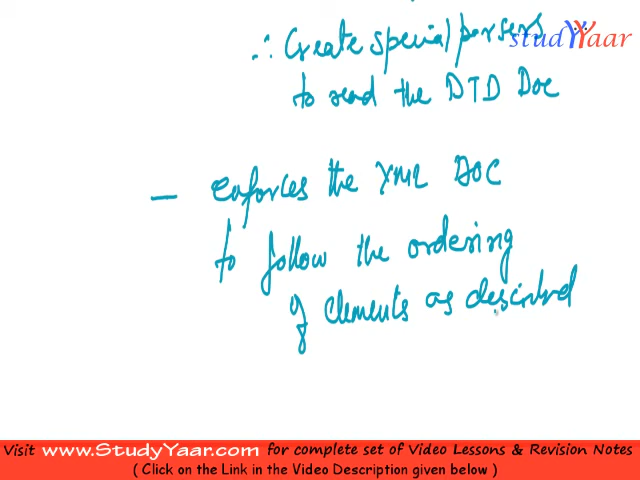 ∴ Create special parsers
studYYaar
to read the DTD Doc
— enforces the XML DOC
to follow the ordering
of elements as described
Visit www.StudyYaar.com for complete set of Video Lessons & Revision Notes
( Click on the Link in the Video Description given below )